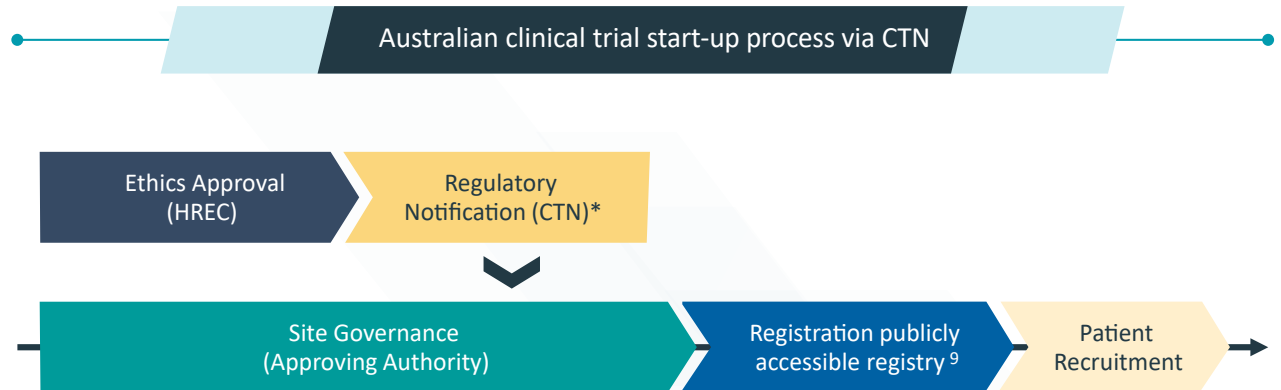 Australian clinical trial start-up process via CTN
Ethics Approval
(HREC)
Regulatory
Notification (CTN)*
Site Governance
(Approving Authority)
Registration publicly
accessible registry 9
Patient
Recruitment